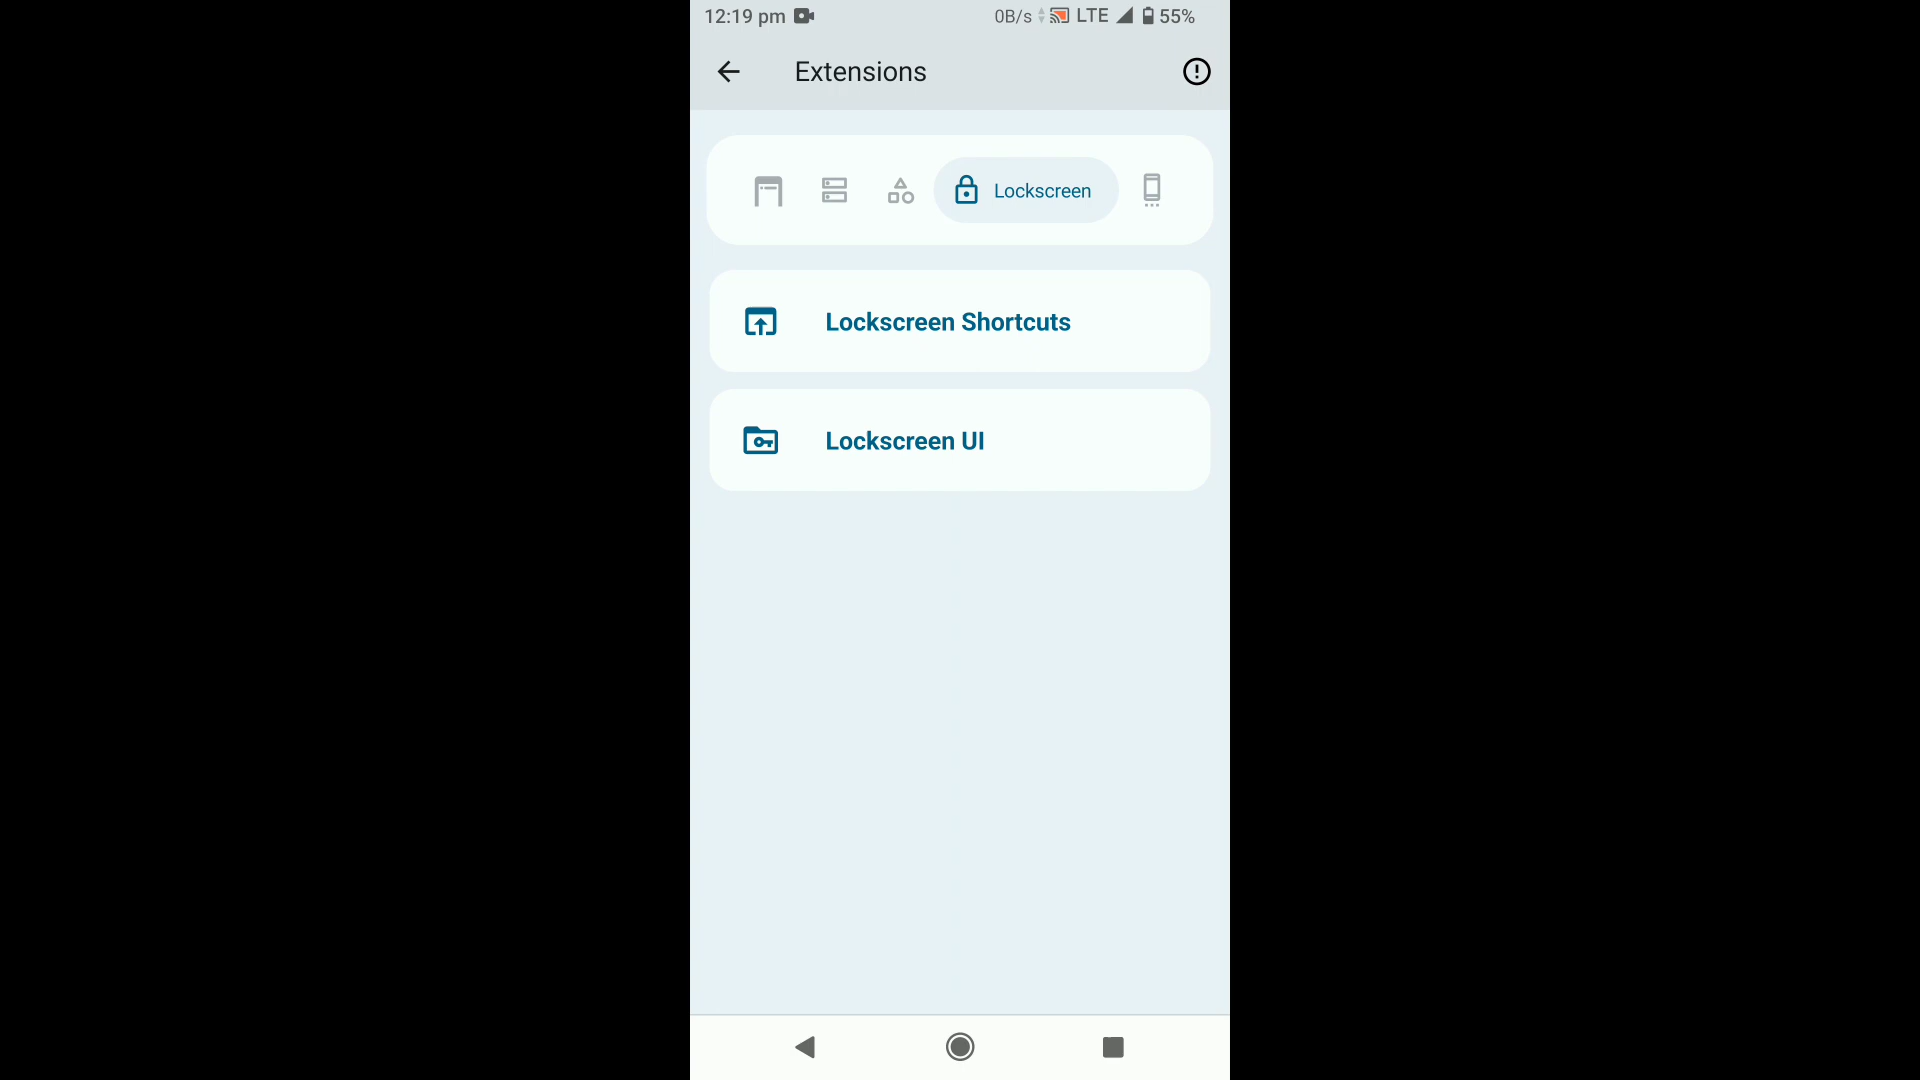 12:19 pm 0B/s LTE 55%
Extensions
Lockscreen
Lockscreen Shortcuts
Lockscreen UI